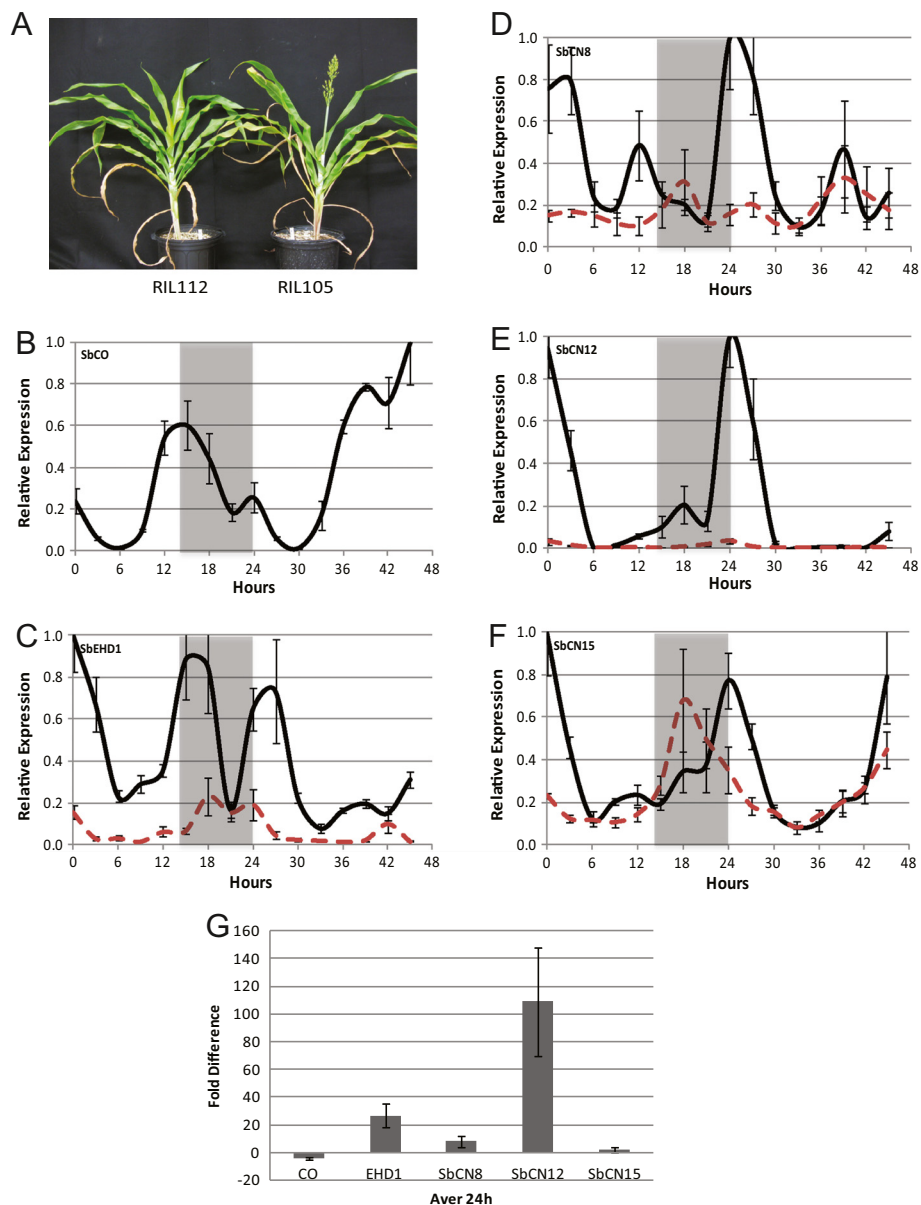 A
RIL112
RIL105
B
SbCO
Relative Expression
1.0
0.8
0.6
0.4
0.2
0.0
0 6 12 18 24 30 36 42 48
Hours
C
SbEHD1
Relative Expression
1.0
0.8
0.6
0.4
0.2
0.0
0 6 12 18 24 30 36 42 48
Hours
D
SbCN8
Relative Expression
1.0
0.8
0.6
0.4
0.2
0.0
0 6 12 18 24 30 36 42 48
Hours
E
SbCN12
Relative Expression
1.0
0.8
0.6
0.4
0.2
0.0
0 6 12 18 24 30 36 42 48
Hours
F
SbCN15
Relative Expression
1.0
0.8
0.6
0.4
0.2
0.0
0 6 12 18 24 30 36 42 48
Hours
G
Fold Difference
160
140
120
100
80
60
40
20
0
-20
CO EHD1 SbCN8 SbCN12 SbCN15
Aver 24h